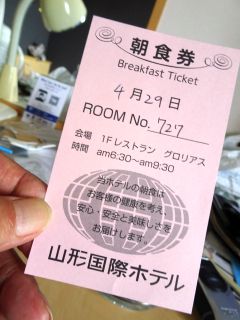 朝食券
Breakfast Ticket
4月29日
ROOM No. 727
会場 1Fレストラン グロリアス
時間 am6:30～am9:30
当ホテルの朝食は
お客様の健康を考え、
安心・安全と美味しさを
お届けします。
山形国際ホテル